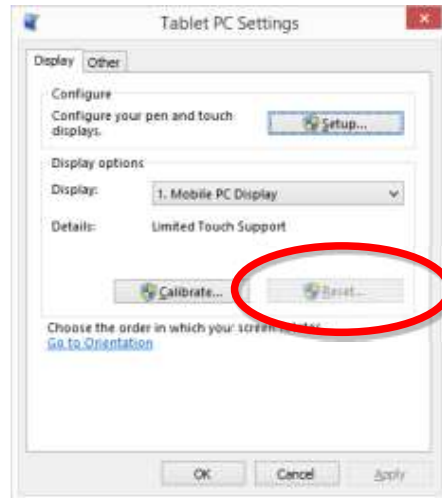 Tablet PC Settings
Display Other
Configure
Configure your pen and touch
displays.
Setup...
Display options
Display: 1. Mobile PC Display
Details: Limited Touch Support
Calibrate... Reset...
Choose the order in which your screen
Go to Orientation
OK Cancel Apply